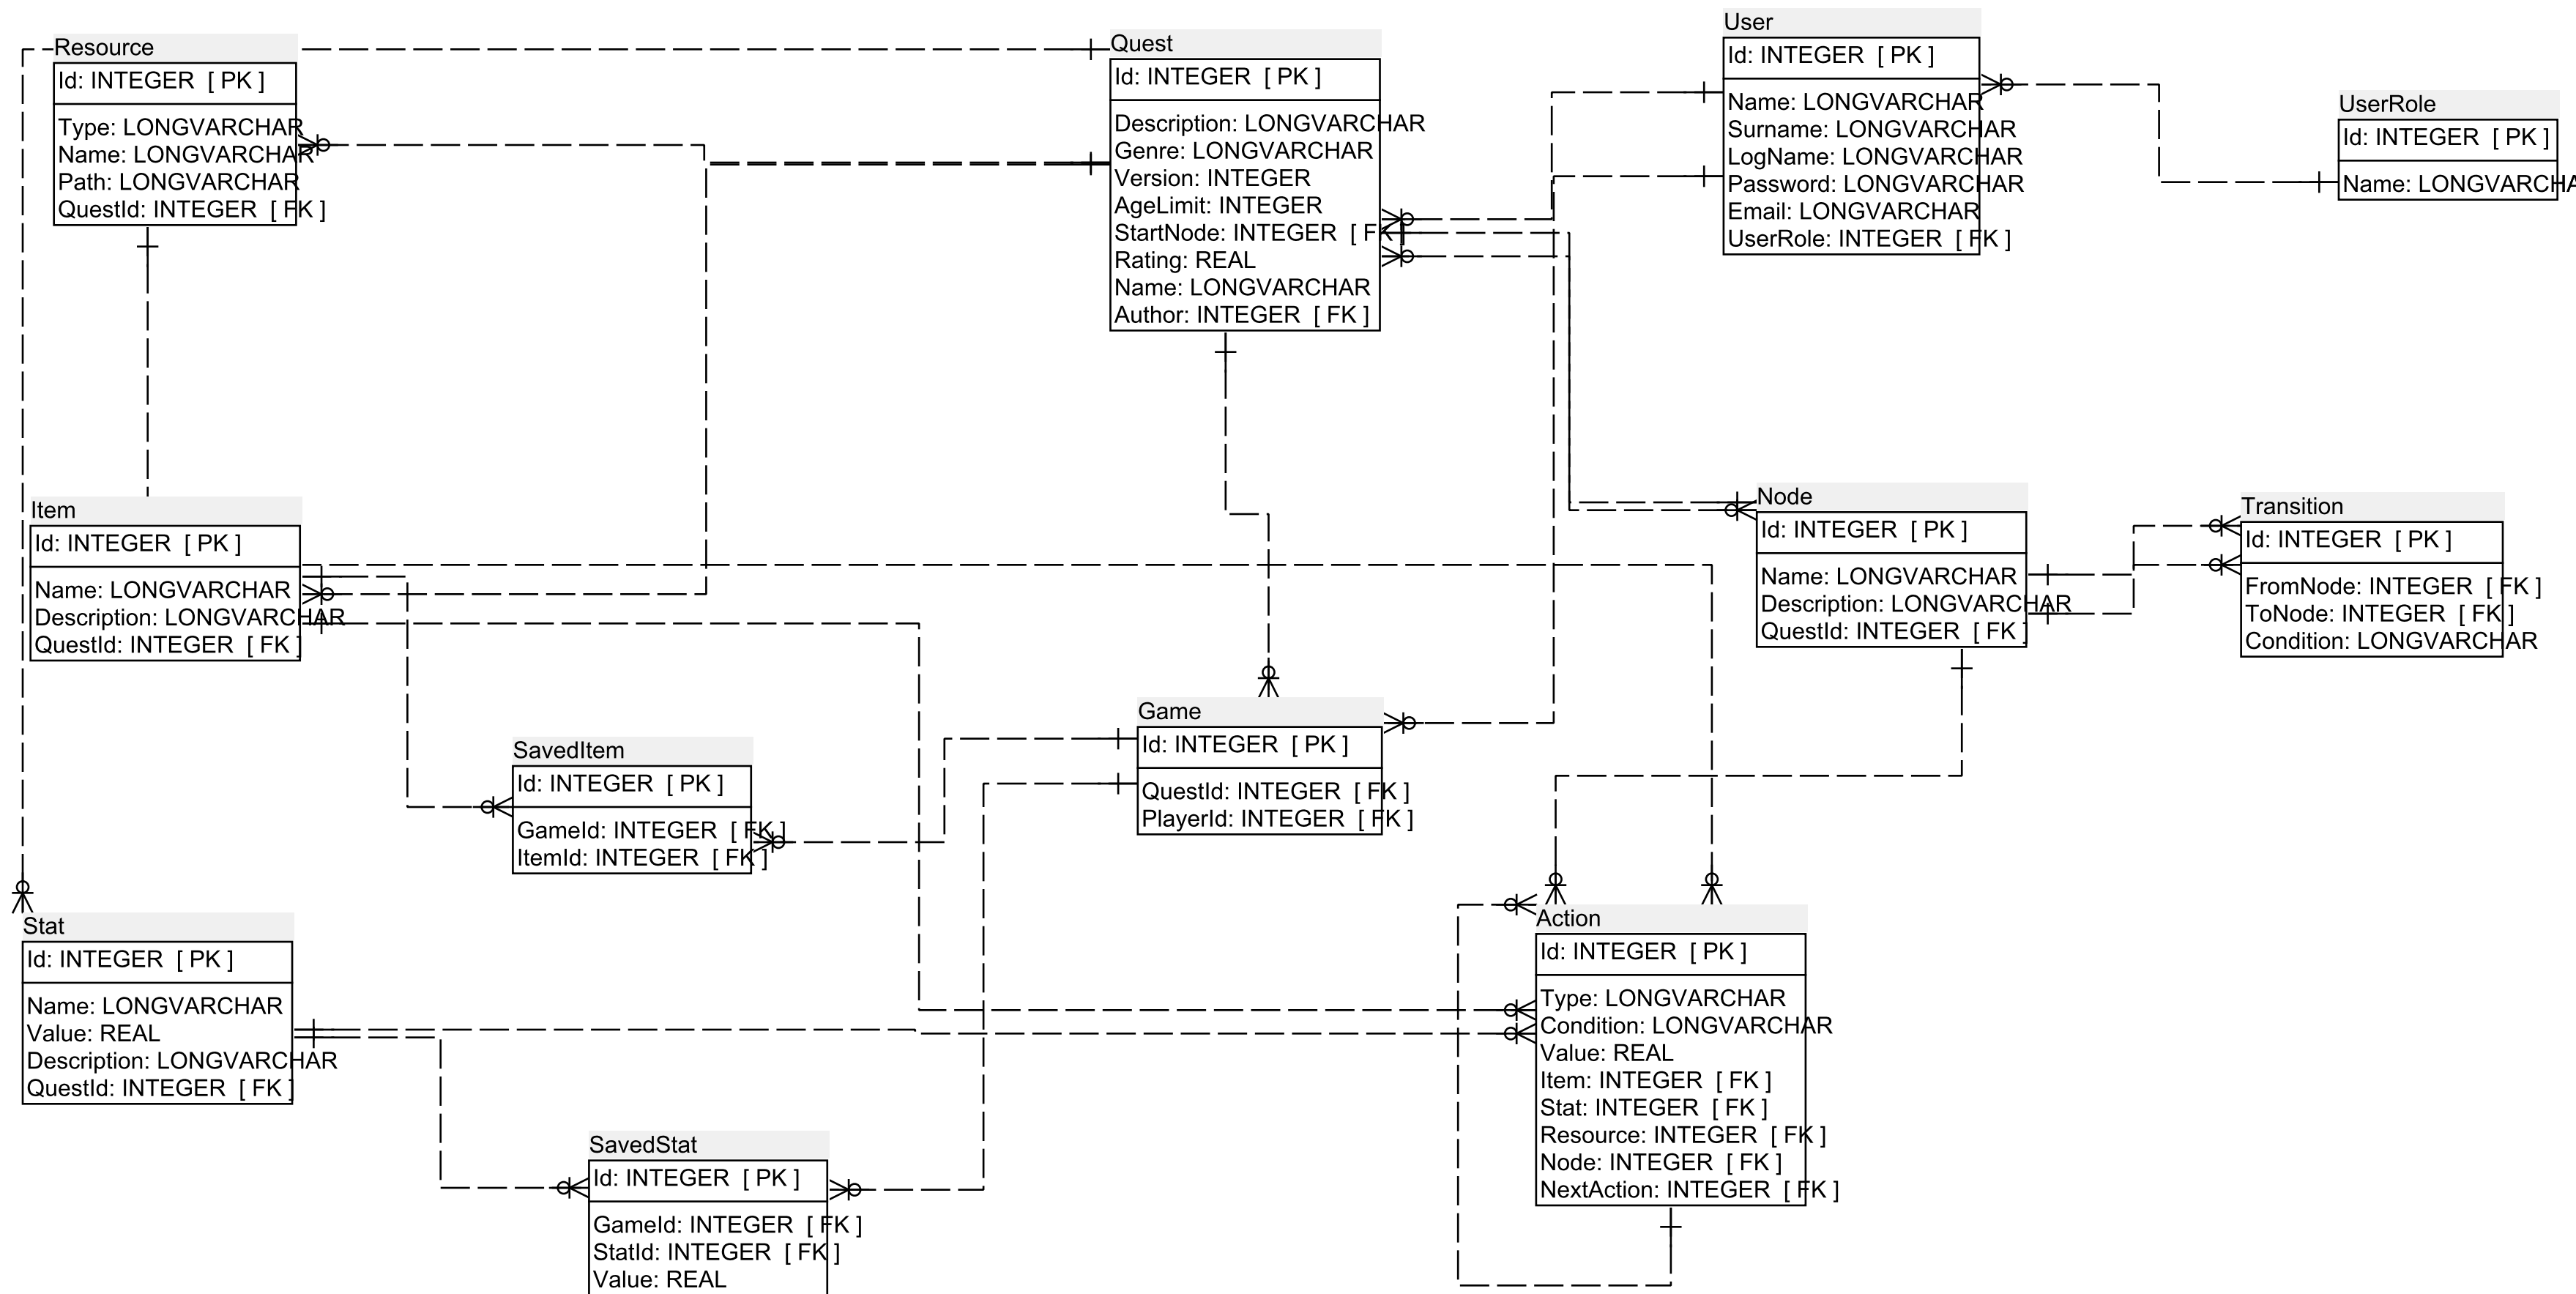 Resource
Id: INTEGER [ PK ]
Type: LONGVARCHAR
Name: LONGVARCHAR
Path: LONGVARCHAR
QuestId: INTEGER [ FK ]
Quest
Id: INTEGER [ PK ]
Description: LONGVARCHAR
Genre: LONGVARCHAR
Version: INTEGER
AgeLimit: INTEGER
StartNode: INTEGER [ FK ]
Rating: REAL
Name: LONGVARCHAR
Author: INTEGER [ FK ]
User
Id: INTEGER [ PK ]
Name: LONGVARCHAR
Surname: LONGVARCHAR
LogName: LONGVARCHAR
Password: LONGVARCHAR
Email: LONGVARCHAR
UserRole: INTEGER [ FK ]
UserRole
Id: INTEGER [ PK ]
Name: LONGVARCHA
Item
Id: INTEGER [ PK ]
Name: LONGVARCHAR
Description: LONGVARCHAR
QuestId: INTEGER [ FK ]
Node
Id: INTEGER [ PK ]
Name: LONGVARCHAR
Description: LONGVARCHAR
QuestId: INTEGER [ FK ]
Transition
Id: INTEGER [ PK ]
FromNode: INTEGER [ FK ]
ToNode: INTEGER [ FK ]
Condition: LONGVARCHAR
SavedItem
Id: INTEGER [ PK ]
GameId: INTEGER [ FK ]
ItemId: INTEGER [ FK ]
Game
Id: INTEGER [ PK ]
QuestId: INTEGER [ FK ]
PlayerId: INTEGER [ FK ]
Stat
Id: INTEGER [ PK ]
Name: LONGVARCHAR
Value: REAL
Description: LONGVARCHAR
QuestId: INTEGER [ FK ]
Action
Id: INTEGER [ PK ]
Type: LONGVARCHAR
Condition: LONGVARCHAR
Value: REAL
Item: INTEGER [ FK ]
Stat: INTEGER [ FK ]
Resource: INTEGER [ FK ]
Node: INTEGER [ FK ]
NextAction: INTEGER [ FK ]
SavedStat
Id: INTEGER [ PK ]
GameId: INTEGER [ FK ]
StatId: INTEGER [ FK ]
Value: REAL